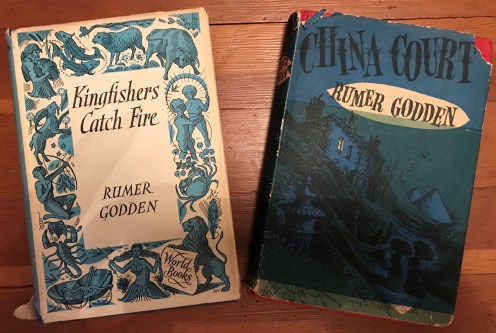 Kingfishers
Catch Fire
RUMER
GODDEN
World
Books
CHINA COURT
RUMER GODDEN